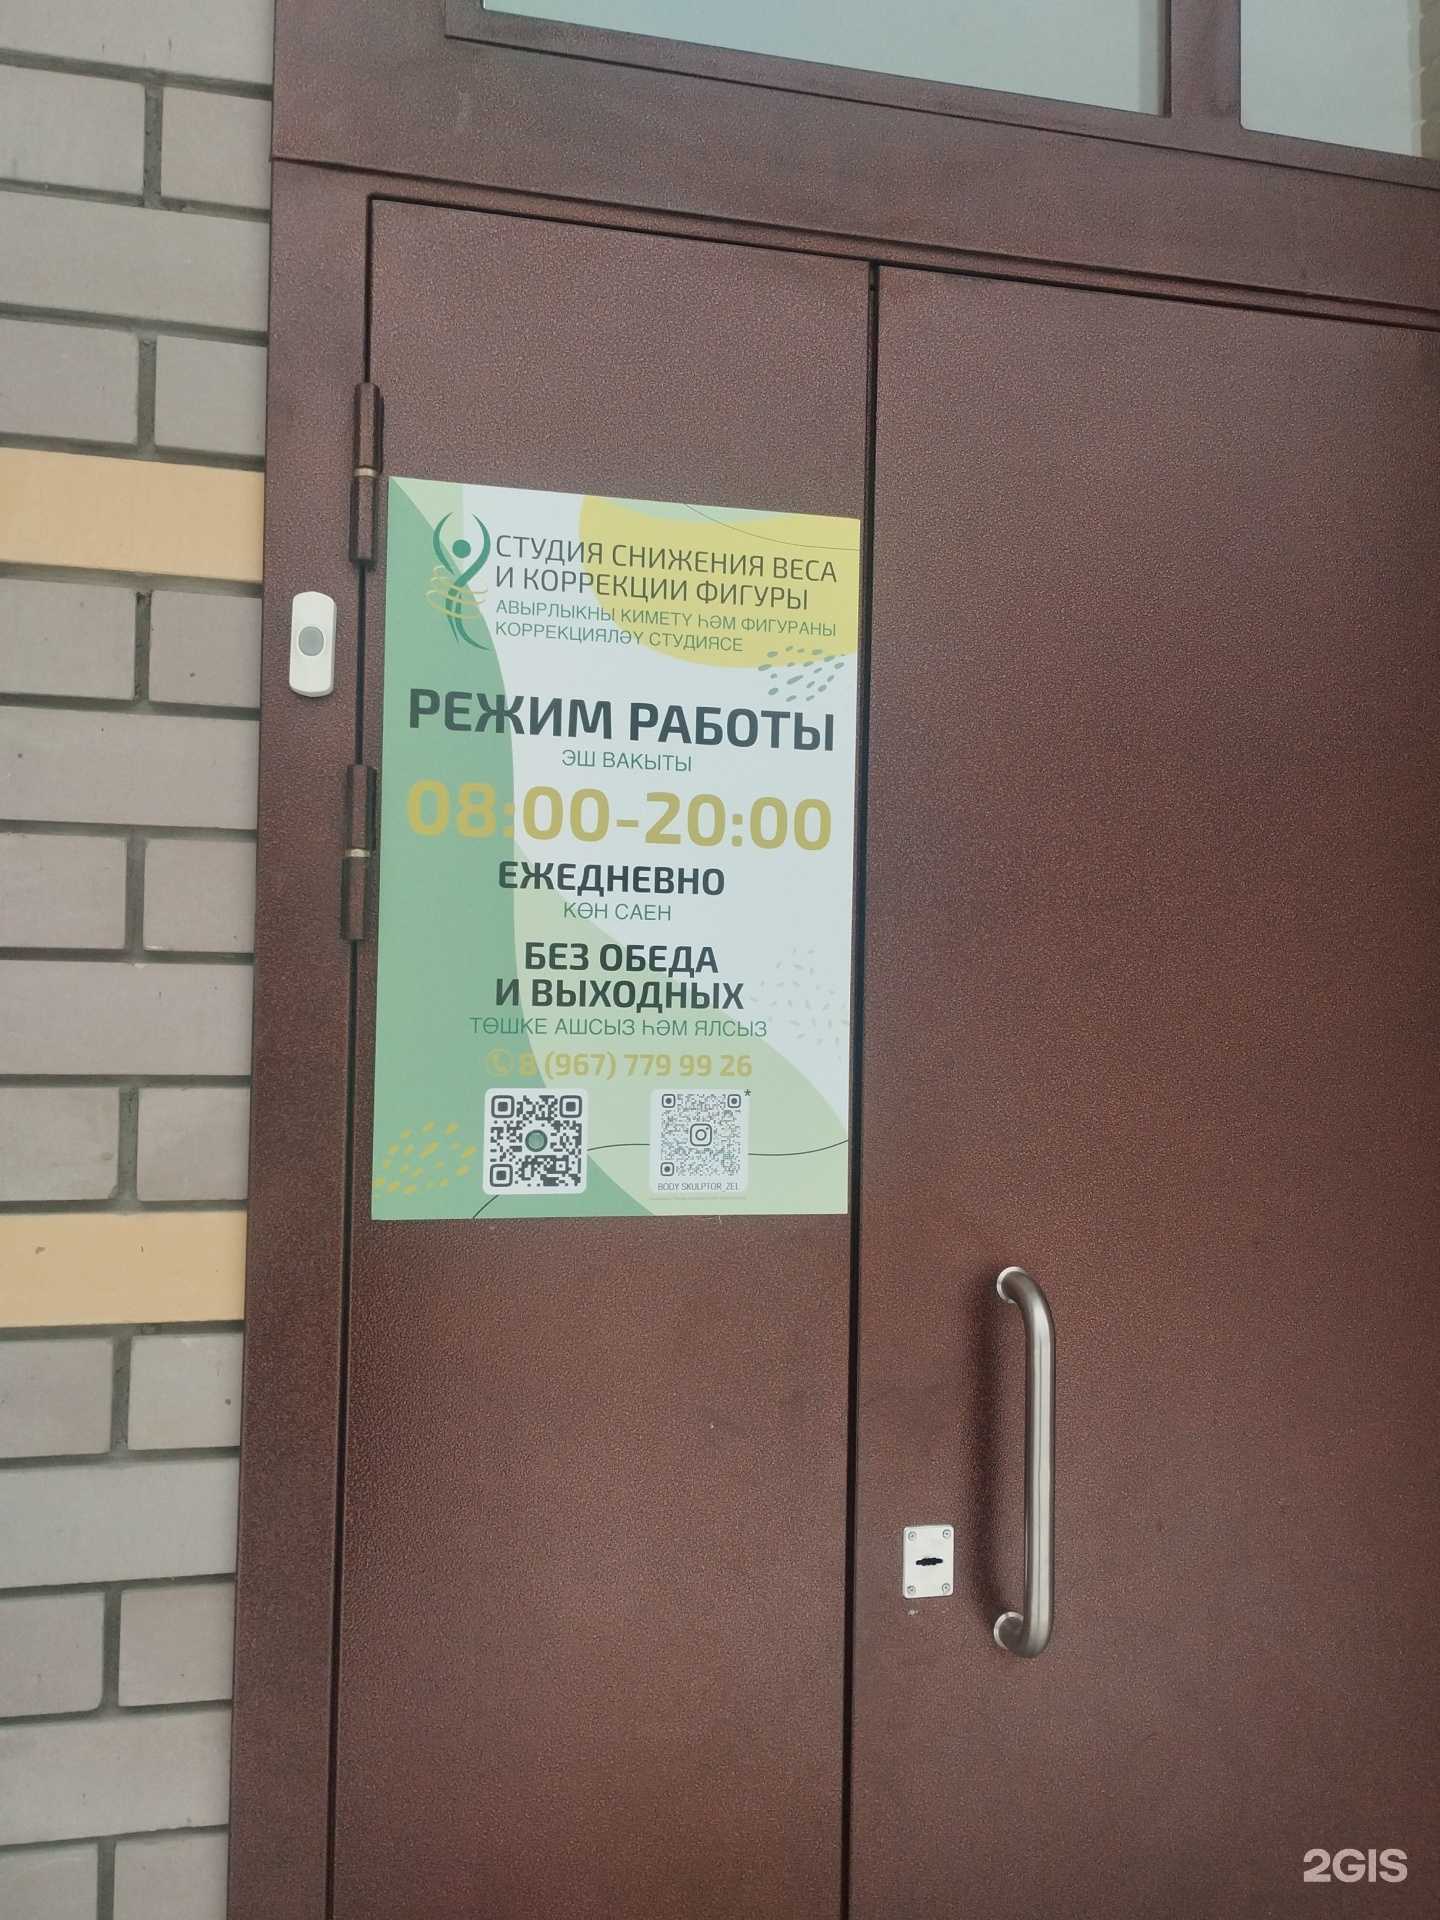 СТУДИЯ СНИЖЕНИЯ ВЕСА
И КОРРЕКЦИИ ФИГУРЫ
АВЫРЛЫКНЫ КИМЕТҮ ҺӘМ ФИГУРАНЫ
КОРРЕКЦИЯЛӘҮ СТУДИЯСЕ
РЕЖИМ РАБОТЫ
ЭШ ВАКЫТЫ
08:00-20:00
ЕЖЕДНЕВНО
КӨН САЕН
БЕЗ ОБЕДА
И ВЫХОДНЫХ
ТӨШКЕ АШСЫЗ ҺӘМ ЯЛСЫЗ
8 (967) 779 99 26
*
BODY SKULPTOR_ZEL
2GIS